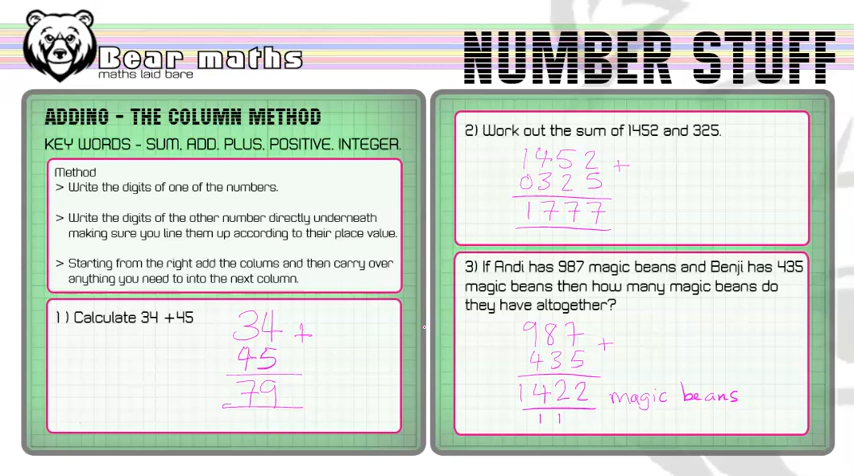 Bear maths
maths laid bare
NUMBER STUFF
ADDING - THE COLUMN METHOD
KEY WORDS - SUM, ADD, PLUS, POSITIVE, INTEGER.
Method
> Write the digits of one of the numbers.
> Write the digits of the other number directly underneath
making sure you line them up according to their place value.
> Starting from the right add the colums and then carry over
anything you need to into the next column.
1) Calculate 34 +45
34 +
45
79
2) Work out the sum of 1452 and 325.
1452 +
0325
1777
3) If Andi has 987 magic beans and Benji has 435
magic beans then how many magic beans do
they have altogether?
987 +
435
1422 magic beans
11